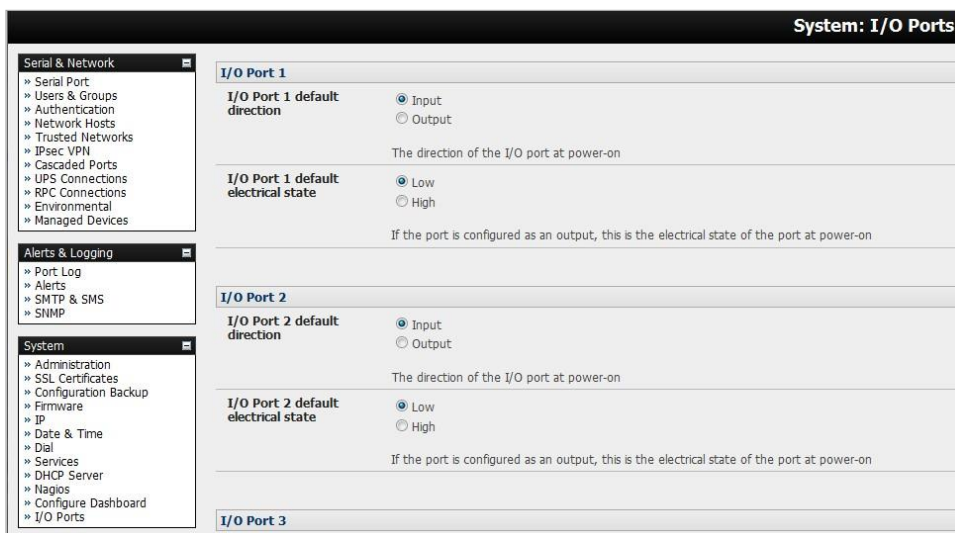 System: I/O Ports
Serial & Network
» Serial Port
» Users & Groups
» Authentication
» Network Hosts
» Trusted Networks
» IPsec VPN
» Cascaded Ports
» UPS Connections
» RPC Connections
» Environmental
» Managed Devices
Alerts & Logging
» Port Log
» Alerts
» SMTP & SMS
» SNMP
System
» Administration
» SSL Certificates
» Configuration Backup
» Firmware
» IP
» Date & Time
» Dial
» Services
» DHCP Server
» Nagios
» Configure Dashboard
» I/O Ports
I/O Port 1
I/O Port 1 default
direction
Input
Output
The direction of the I/O port at power-on
I/O Port 1 default
electrical state
Low
High
If the port is configured as an output, this is the electrical state of the port at power-on
I/O Port 2
I/O Port 2 default
direction
Input
Output
The direction of the I/O port at power-on
I/O Port 2 default
electrical state
Low
High
If the port is configured as an output, this is the electrical state of the port at power-on
I/O Port 3